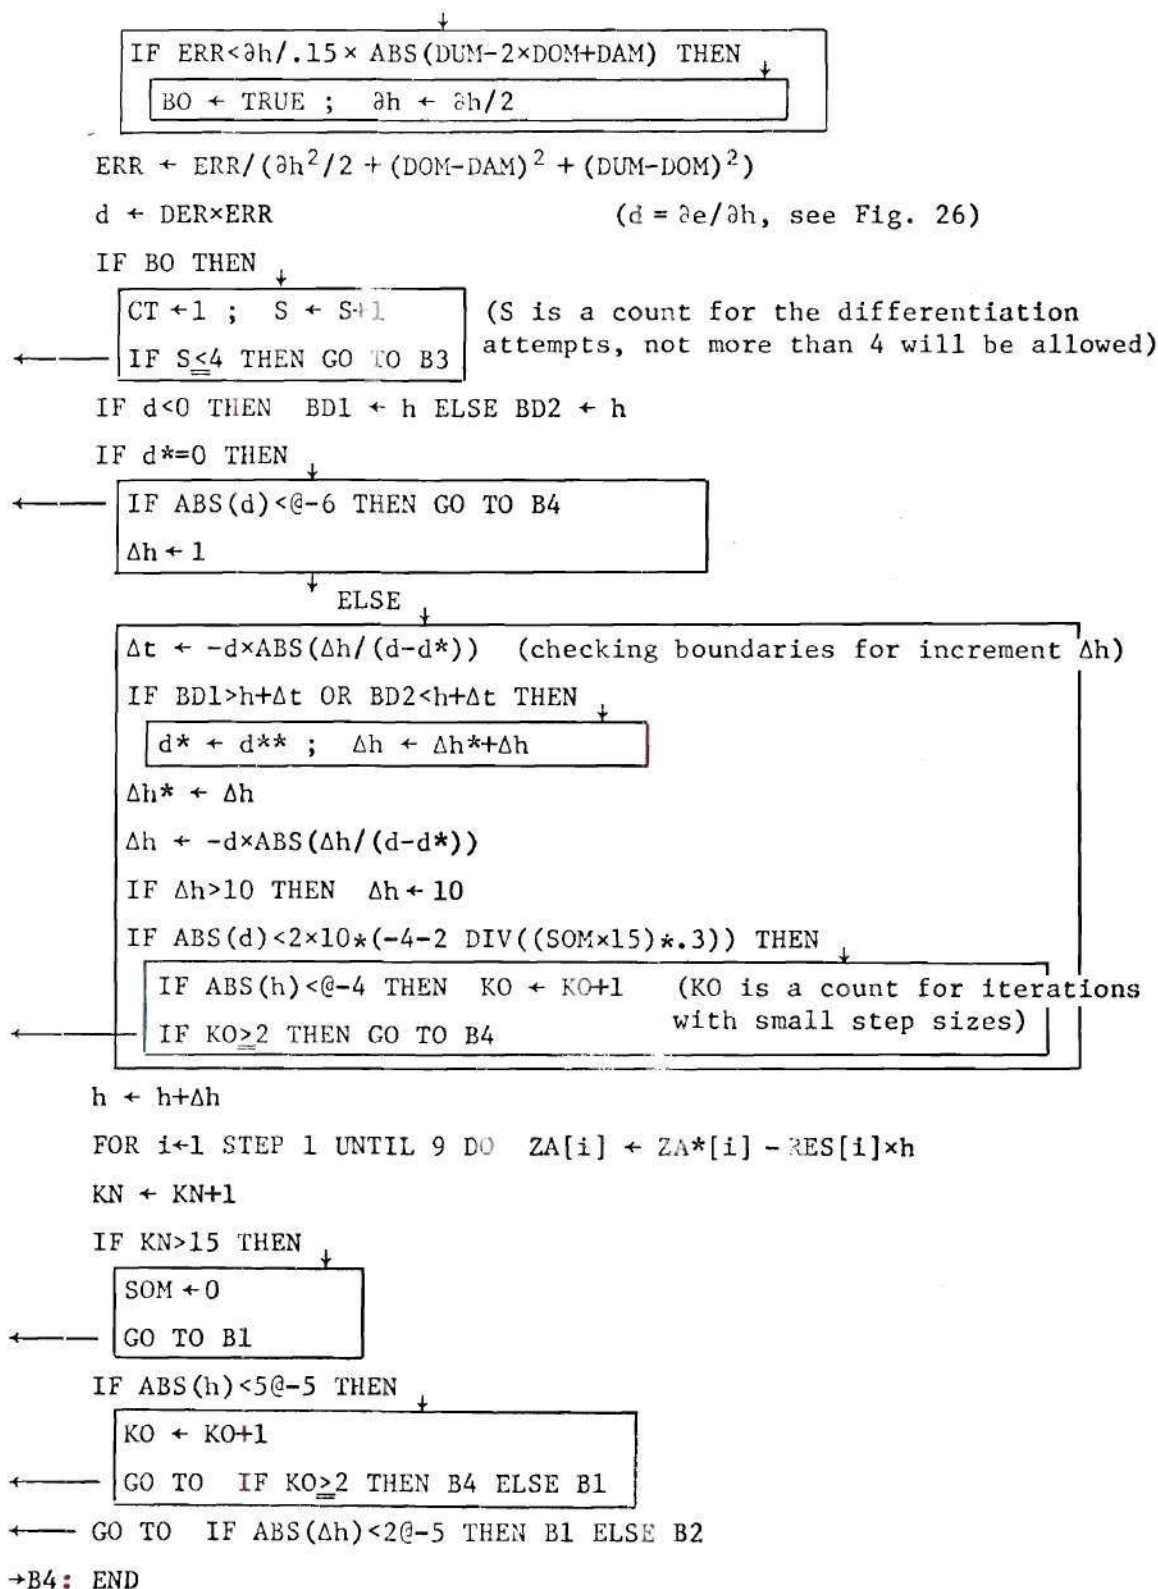 IF ERR<∂h/.15× ABS(DUM-2×DOM+DAM) THEN
BO ← TRUE ; ∂h ← ∂h/2
ERR ← ERR/(∂h²/2 + (DOM-DAM)² + (DUM-DOM)²)
d ← DER×ERR (d = ∂e/∂h, see Fig. 26)
IF BO THEN
CT ←1 ; S ← S+1 (S is a count for the differentiation
IF S≤4 THEN GO TO B3 attempts, not more than 4 will be allowed)
IF d<0 THEN BD1 ← h ELSE BD2 ← h
IF d*=0 THEN
IF ABS(d)<@-6 THEN GO TO B4
Δh ← 1
ELSE
Δt ← -d×ABS(Δh/(d-d*)) (checking boundaries for increment Δh)
IF BD1>h+Δt OR BD2<h+Δt THEN
d* ← d** ; Δh ← Δh*+Δh
Δh* ← Δh
Δh ← -d×ABS(Δh/(d-d*))
IF Δh>10 THEN Δh ← 10
IF ABS(d)<2×10*(-4-2 DIV((SOM×15)*.3)) THEN
IF ABS(h)<@-4 THEN KO ← KO+1 (KO is a count for iterations
IF KO≥2 THEN GO TO B4 with small step sizes)
h ← h+Δh
FOR i←1 STEP 1 UNTIL 9 DO ZA[i] ← ZA*[i] - RES[i]×h
KN ← KN+1
IF KN>15 THEN
SOM ← 0
GO TO B1
IF ABS(h)<5@-5 THEN
KO ← KO+1
GO TO IF KO≥2 THEN B4 ELSE B1
GO TO IF ABS(Δh)<2@-5 THEN B1 ELSE B2
→B4: END